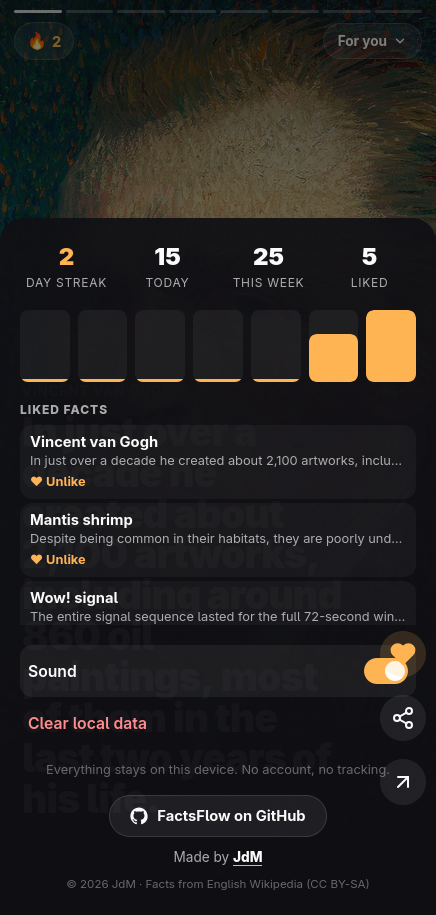 2
For you
2
15
25
5
DAY STREAK
TODAY
THIS WEEK
LIKED
LIKED FACTS
Vincent van Gogh
In just over a decade he created about 2,100 artworks, inclu...
Unlike
Mantis shrimp
Despite being common in their habitats, they are poorly und...
Unlike
Wow! signal
The entire signal sequence lasted for the full 72-second win...
Sound
Clear local data
Everything stays on this device. No account, no tracking.
FactsFlow on GitHub
Made by JdM
© 2026 JdM · Facts from English Wikipedia (CC BY-SA)